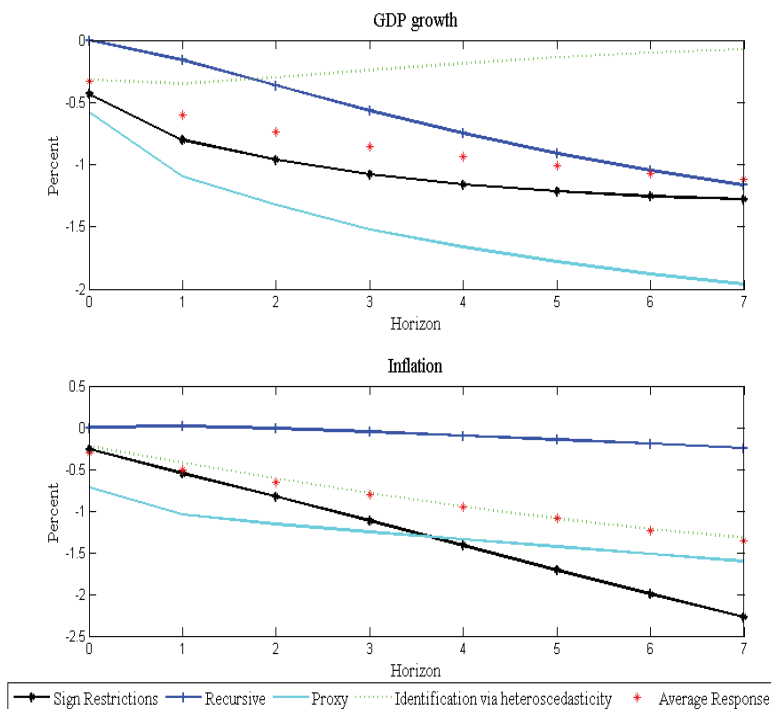 GDP growth
0
-0.5
-1
-1.5
-2
Percent
0 1 2 3 4 5 6 7
Horizon
Inflation
0.5
0
-0.5
-1
-1.5
-2
-2.5
Percent
0 1 2 3 4 5 6 7
Horizon
Sign Restrictions Recursive Proxy Identification via heteroscedasticity Average Response